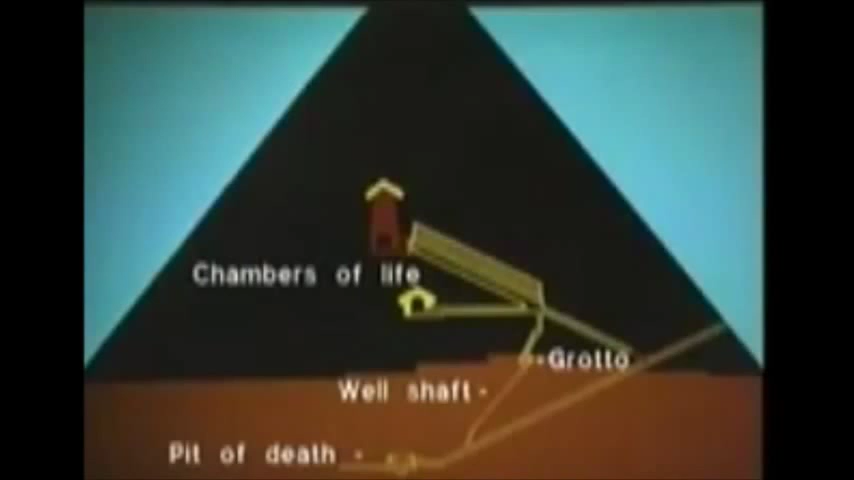 Chambers of life
-Grotto
Well shaft -
Pit of death -